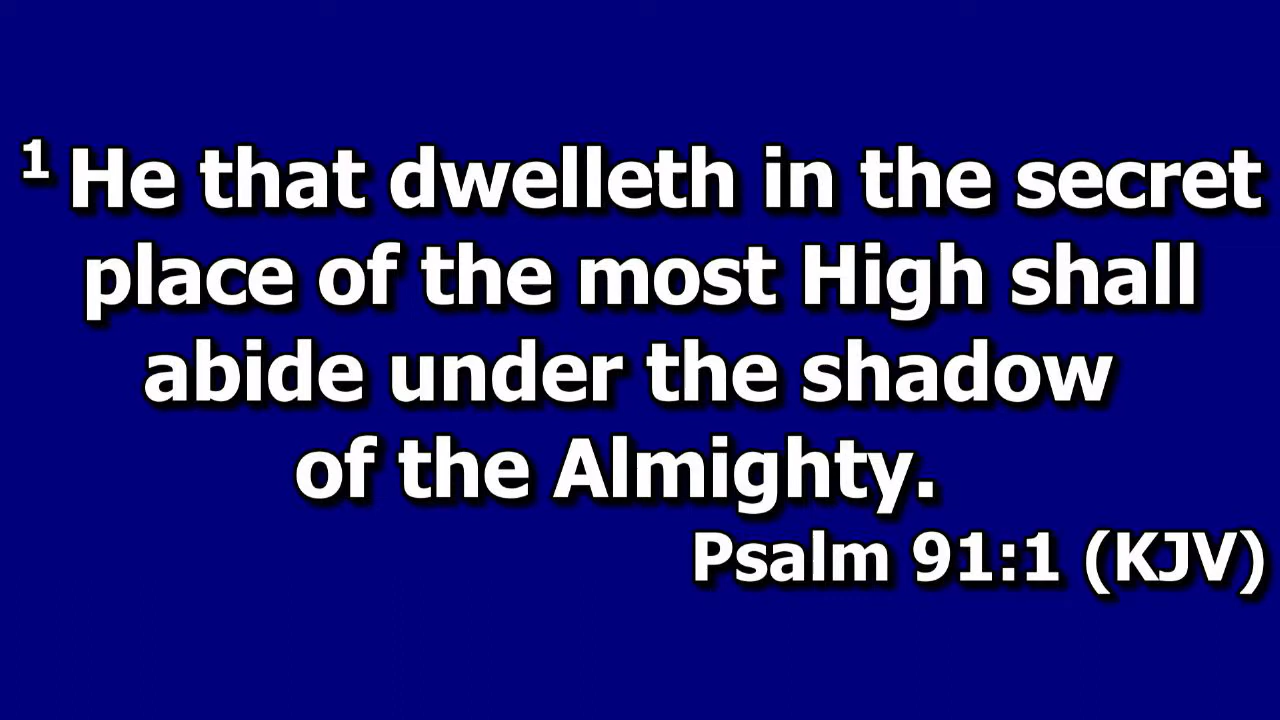 1 He that dwelleth in the secret
place of the most High shall
abide under the shadow
of the Almighty.
Psalm 91:1 (KJV)